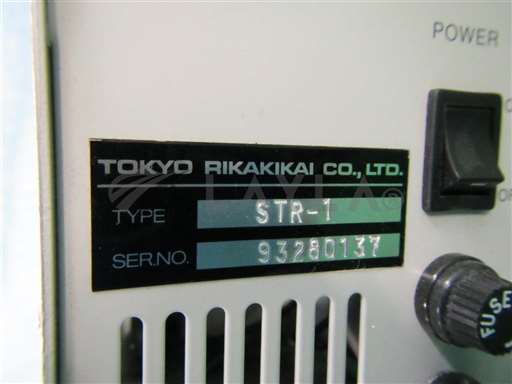 POWER
TOKYO RIKAKIKAI CO., LTD.
TYPE STR-1
SER.NO. 93280137
FUSE